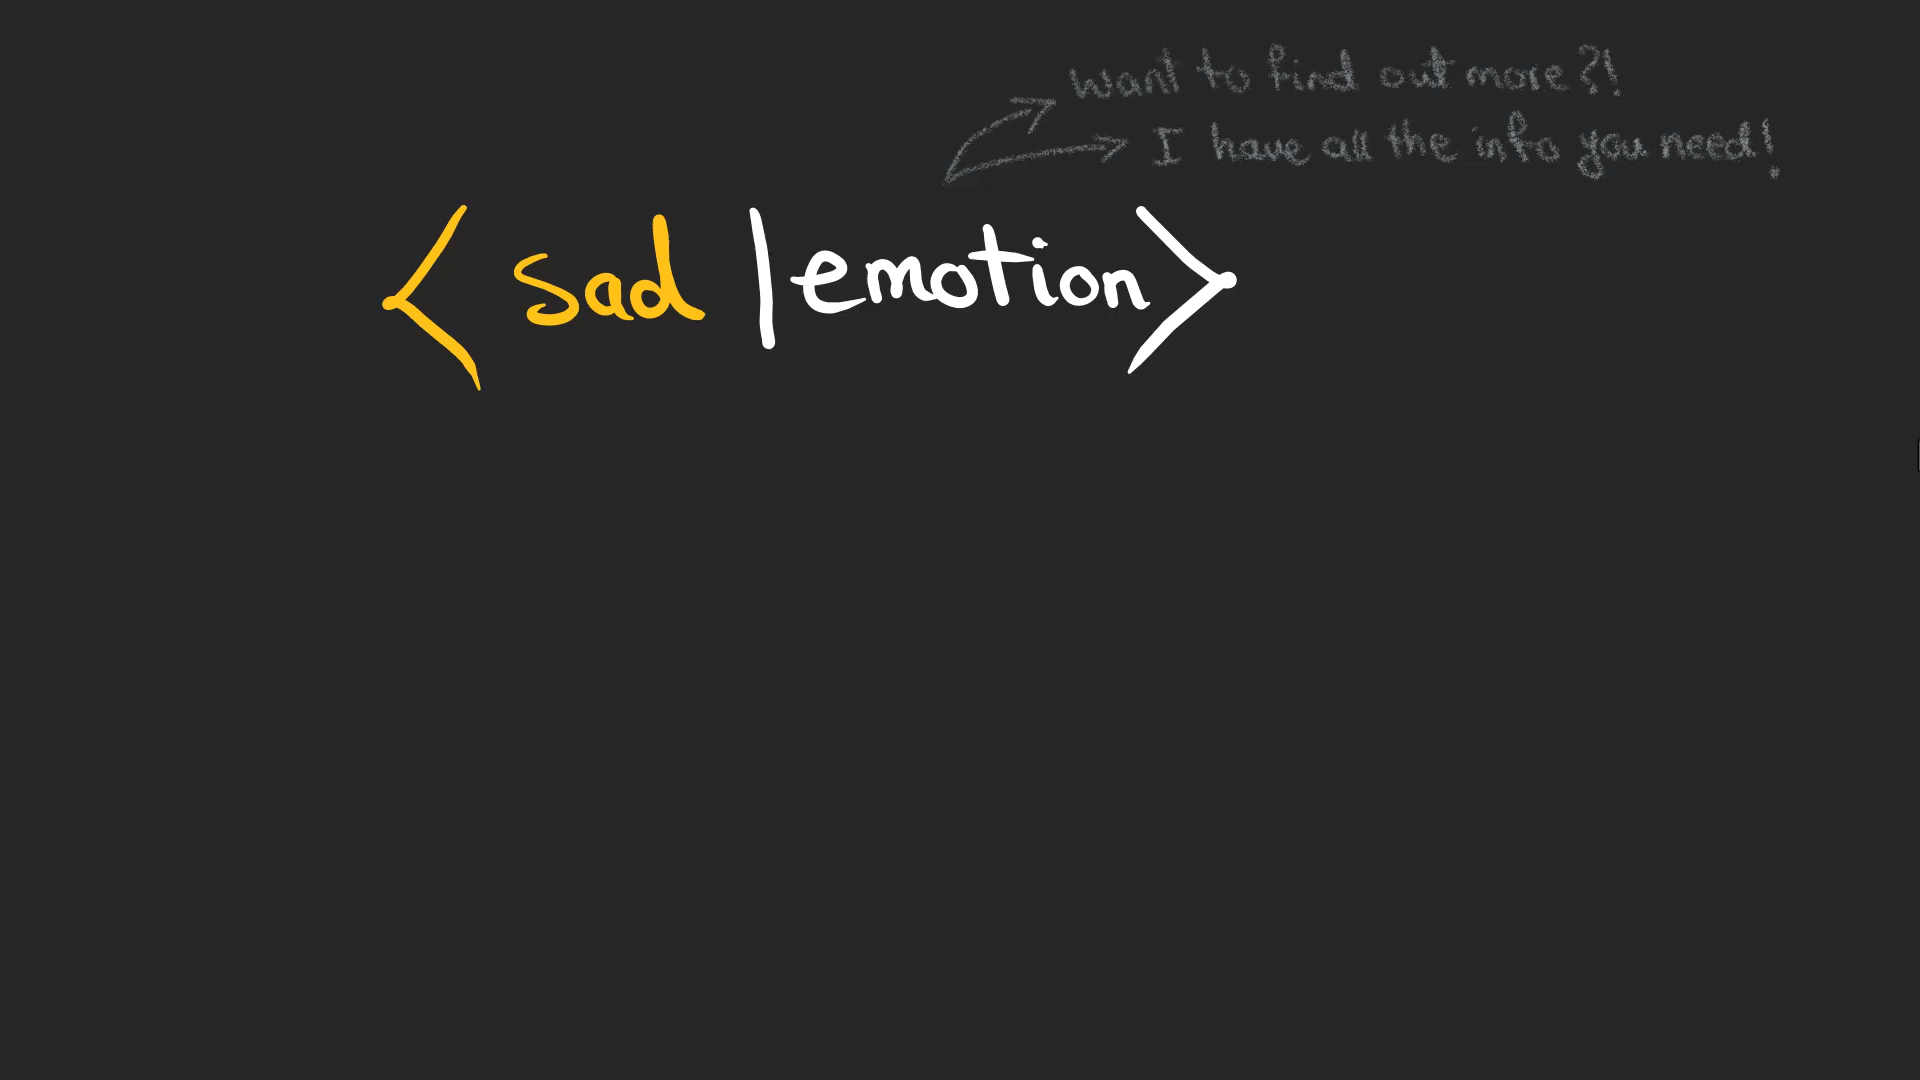 want to find out more?!
I have all the info you need!
< sad | emotion >